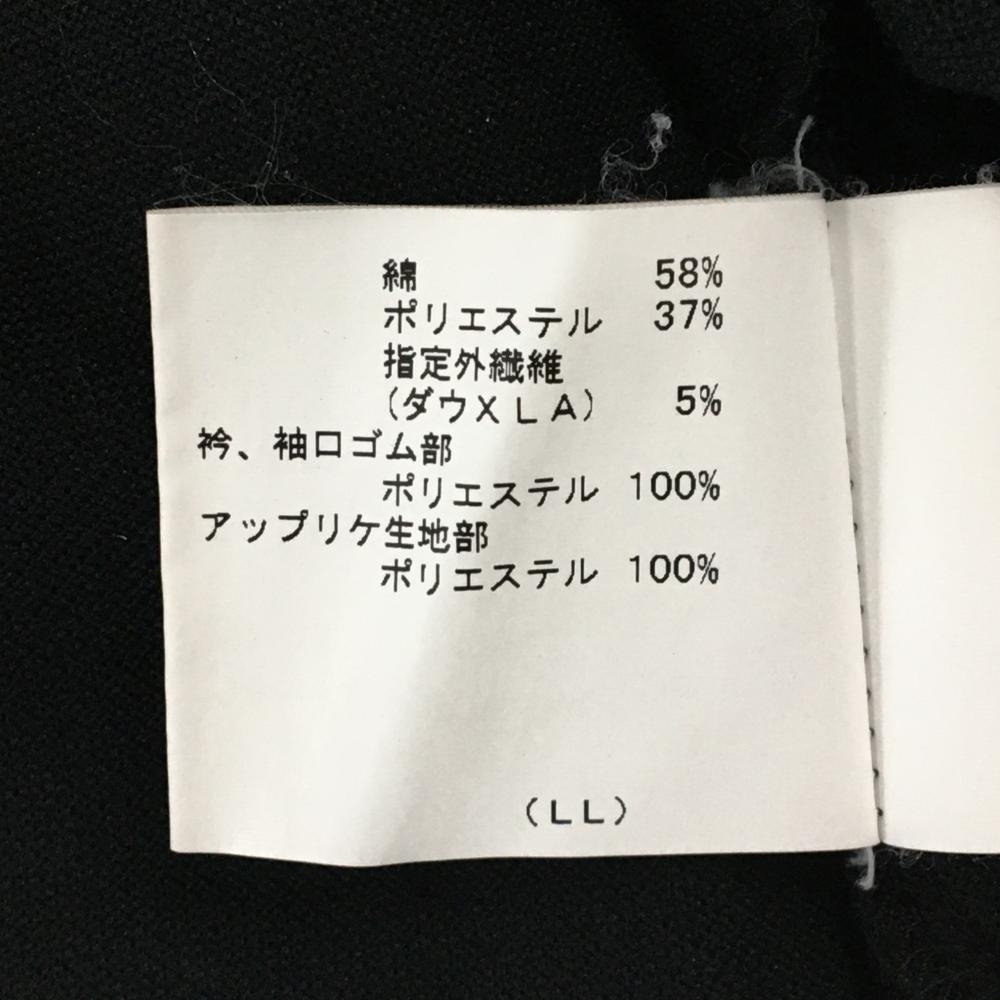 綿 58%
ポリエステル 37%
指定外繊維
(ダウXLA) 5%
衿、袖口ゴム部
ポリエステル 100%
アップリケ生地部
ポリエステル 100%
(LL)